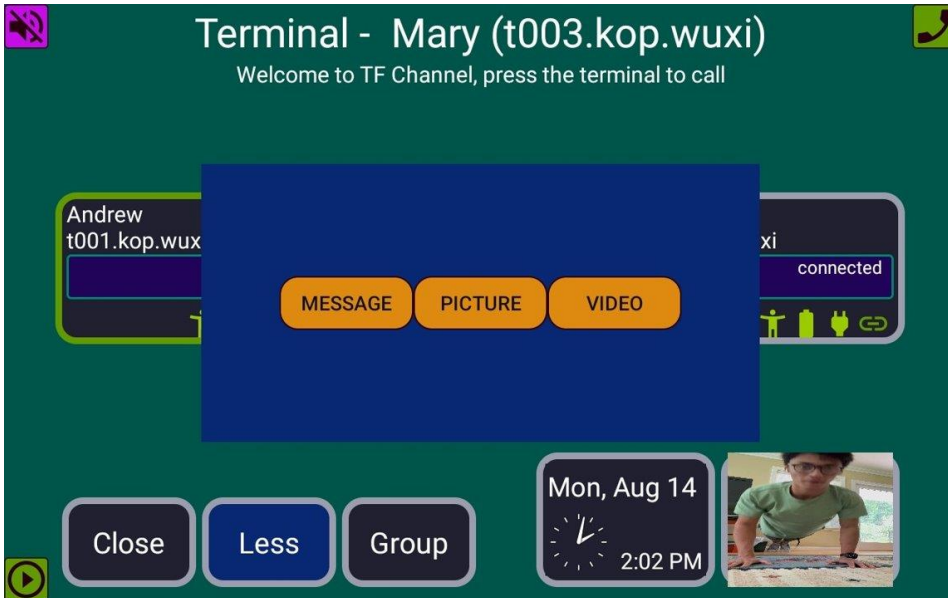 Terminal -  Mary (t003.kop.wuxi)
Welcome to TF Channel, press the terminal to call
Andrew
t001.kop.wux
xi
connected
MESSAGE
PICTURE
VIDEO
Mon, Aug 14
2:02 PM
Close
Less
Group